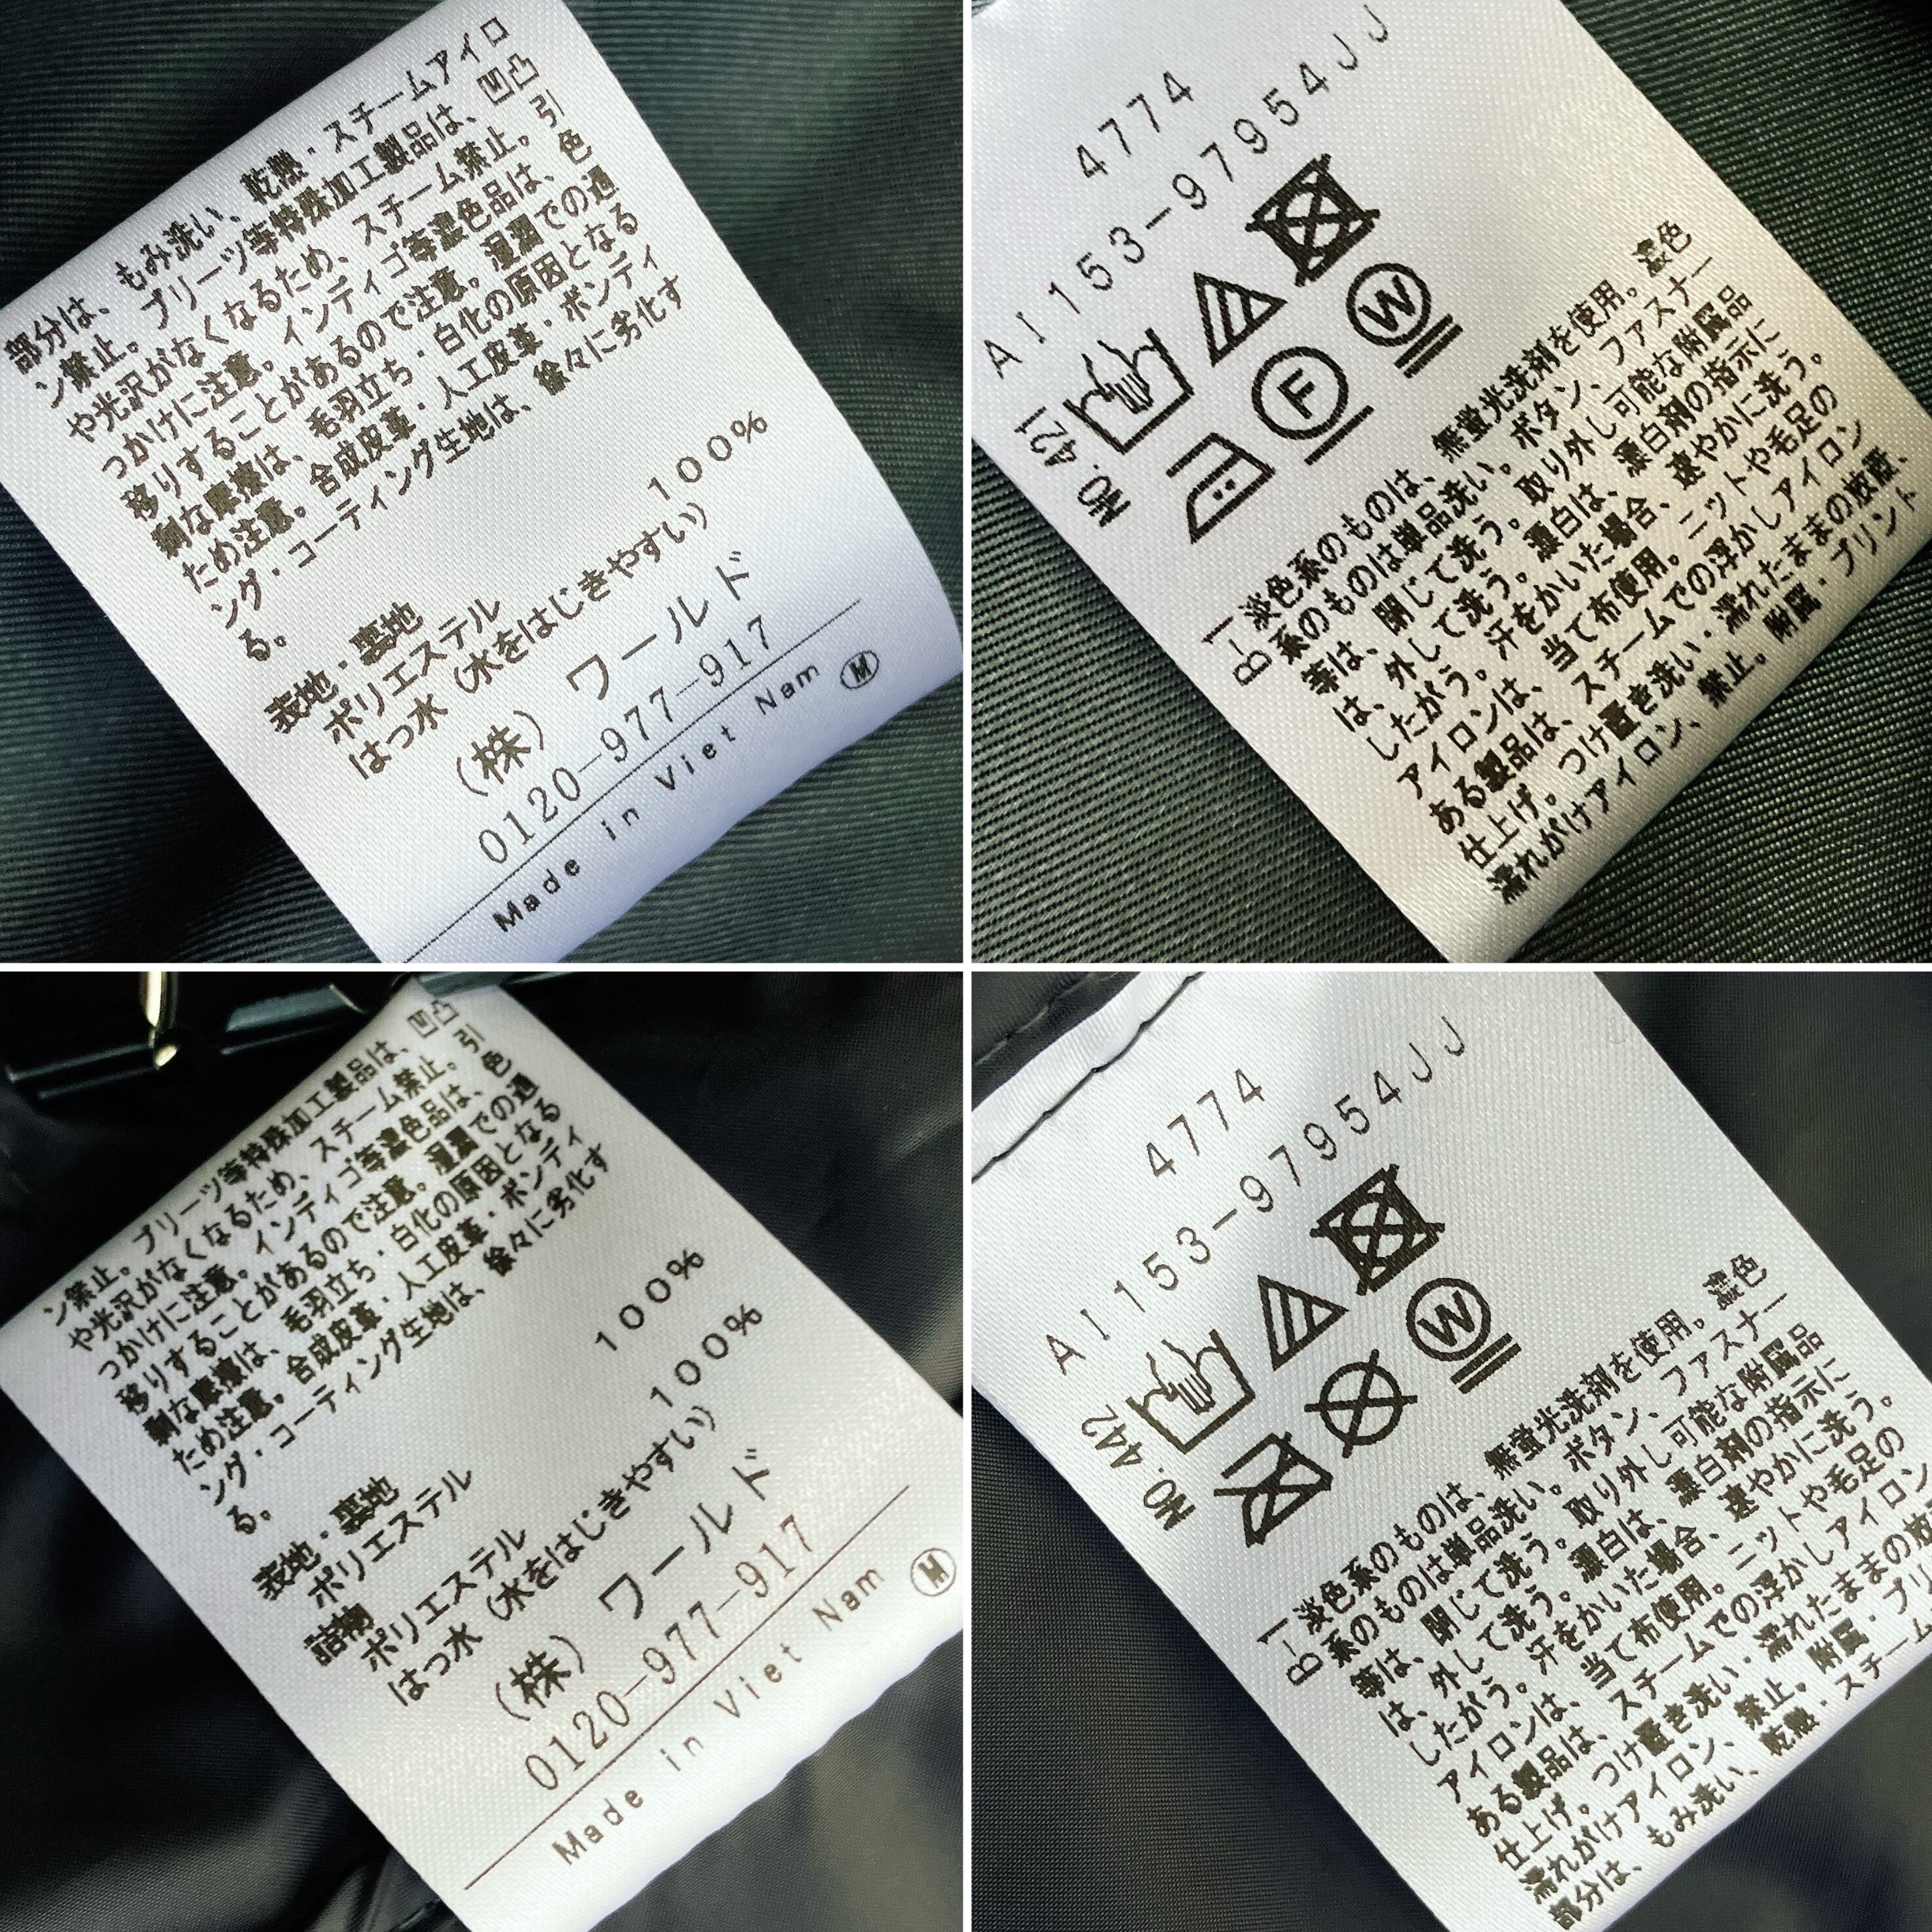 部分は、もみ洗い、乾燥・スチームアイロ
ン禁止。プリーツ等特殊加工製品は、凹凸
や光沢がなくなるため、スチーム禁止。引
っかけに注意。インディゴ等濃色品は、色
移りすることがあるので注意。湿潤での過
剰な摩擦は、毛羽立ち・白化の原因となる
ため注意。合成皮革・人工皮革・ボンディ
ング・コーティング生地は、徐々に劣化す
る。
表地・裏地
ポリエステル 100%
はっ水（水をはじきやすい）
（株）ワールド
0120-977-917
Made in Viet Nam Ⓜ
4774
AI153-97954JJ
NO.421
F
W
B-1 淡色系のものは、無蛍光洗剤を使用。濃色
系のものは単品洗い。ボタン、ファスナー
等は、閉じて洗う。取り外し可能な附属品
は、外して洗う。漂白は、漂白剤の指示に
したがう。汗をかいた場合、速やかに洗う。
アイロンは、当て布使用。ニットや毛足の
ある製品は、スチームでの浮かしアイロン
仕上げ。つけ置き洗い・濡れたままの放置、
濡れがけアイロン、禁止。附属・プリント
ン禁止。プリーツ等特殊加工製品は、凹凸
や光沢がなくなるため、スチーム禁止。引
っかけに注意。インディゴ等濃色品は、色
移りすることがあるので注意。湿潤での過
剰な摩擦は、毛羽立ち・白化の原因となる
ため注意。合成皮革・人工皮革・ボンディ
ング・コーティング生地は、徐々に劣化す
る。
表地・裏地
ポリエステル 100%
詰物
ポリエステル 100%
はっ水（水をはじきやすい）
（株）ワールド
0120-977-917
Made in Viet Nam Ⓜ
4774
AI153-97954JJ
NO.442
W
B-1 淡色系のものは、無蛍光洗剤を使用。濃色
系のものは単品洗い。ボタン、ファスナー
等は、閉じて洗う。取り外し可能な附属品
は、外して洗う。漂白は、漂白剤の指示に
したがう。汗をかいた場合、速やかに洗う。
アイロンは、当て布使用。ニットや毛足の
ある製品は、スチームでの浮かしアイロン
仕上げ。つけ置き洗い・濡れたままの放
濡れがけアイロン、禁止。附属・プリ
部分は、もみ洗い、乾燥・スチーム